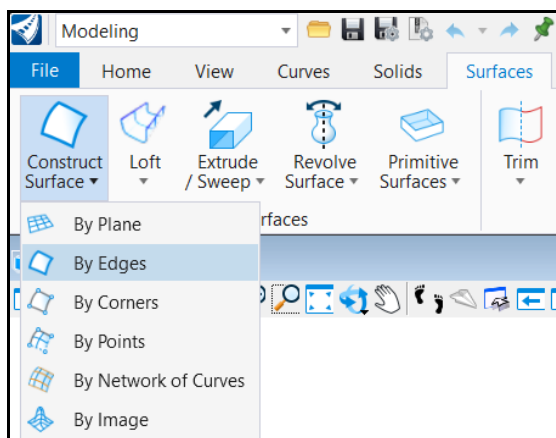 Modeling
File Home View Curves Solids Surfaces
Construct Loft Extrude Revolve Primitive Trim
Surface / Sweep Surface Surfaces
rfaces
By Plane
By Edges
By Corners
By Points
By Network of Curves
By Image